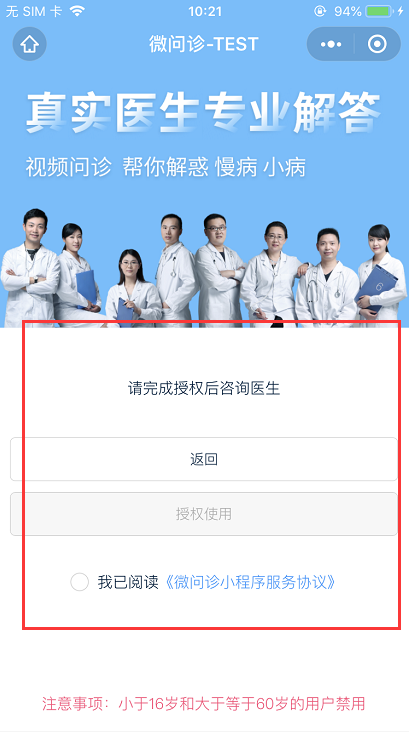 无 SIM 卡 10:21 94%
微问诊-TEST
真实医生专业解答
视频问诊 帮你解惑 慢病 小病
请完成授权后咨询医生
返回
授权使用
我已阅读《微问诊小程序服务协议》
注意事项：小于16岁和大于等于60岁的用户禁用